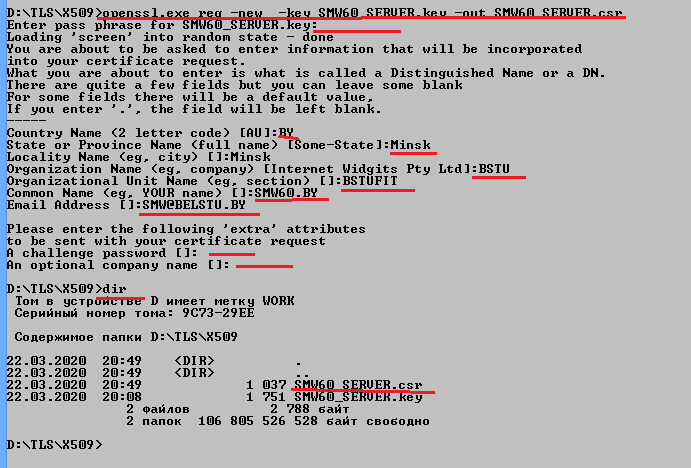 D:\TLS\X509>openssl.exe req -new -key SMW60_SERVER.key -out SMW60_SERVER.csr
Enter pass phrase for SMW60_SERVER.key:
Loading 'screen' into random state - done
You are about to be asked to enter information that will be incorporated
into your certificate request.
What you are about to enter is what is called a Distinguished Name or a DN.
There are quite a few fields but you can leave some blank
For some fields there will be a default value,
If you enter '.', the field will be left blank.
-----
Country Name (2 letter code) [AU]:BY
State or Province Name (full name) [Some-State]:Minsk
Locality Name (eg, city) []:Minsk
Organization Name (eg, company) [Internet Widgits Pty Ltd]:BSTU
Organizational Unit Name (eg, section) []:BSTUFIT
Common Name (eg, YOUR name) []:SMW60.BY
Email Address []:SMW@BELSTU.BY
Please enter the following 'extra' attributes
to be sent with your certificate request
A challenge password []:
An optional company name []:
D:\TLS\X509>dir
Том в устройстве D имеет метку WORK
Серийный номер тома: 9C73-29EE
Содержимое папки D:\TLS\X509
22.03.2020 20:49 <DIR> .
22.03.2020 20:49 <DIR> ..
22.03.2020 20:49 1 037 SMW60_SERVER.csr
22.03.2020 20:08 1 751 SMW60_SERVER.key
2 файлов 2 788 байт
2 папок 106 805 526 528 байт свободно
D:\TLS\X509>